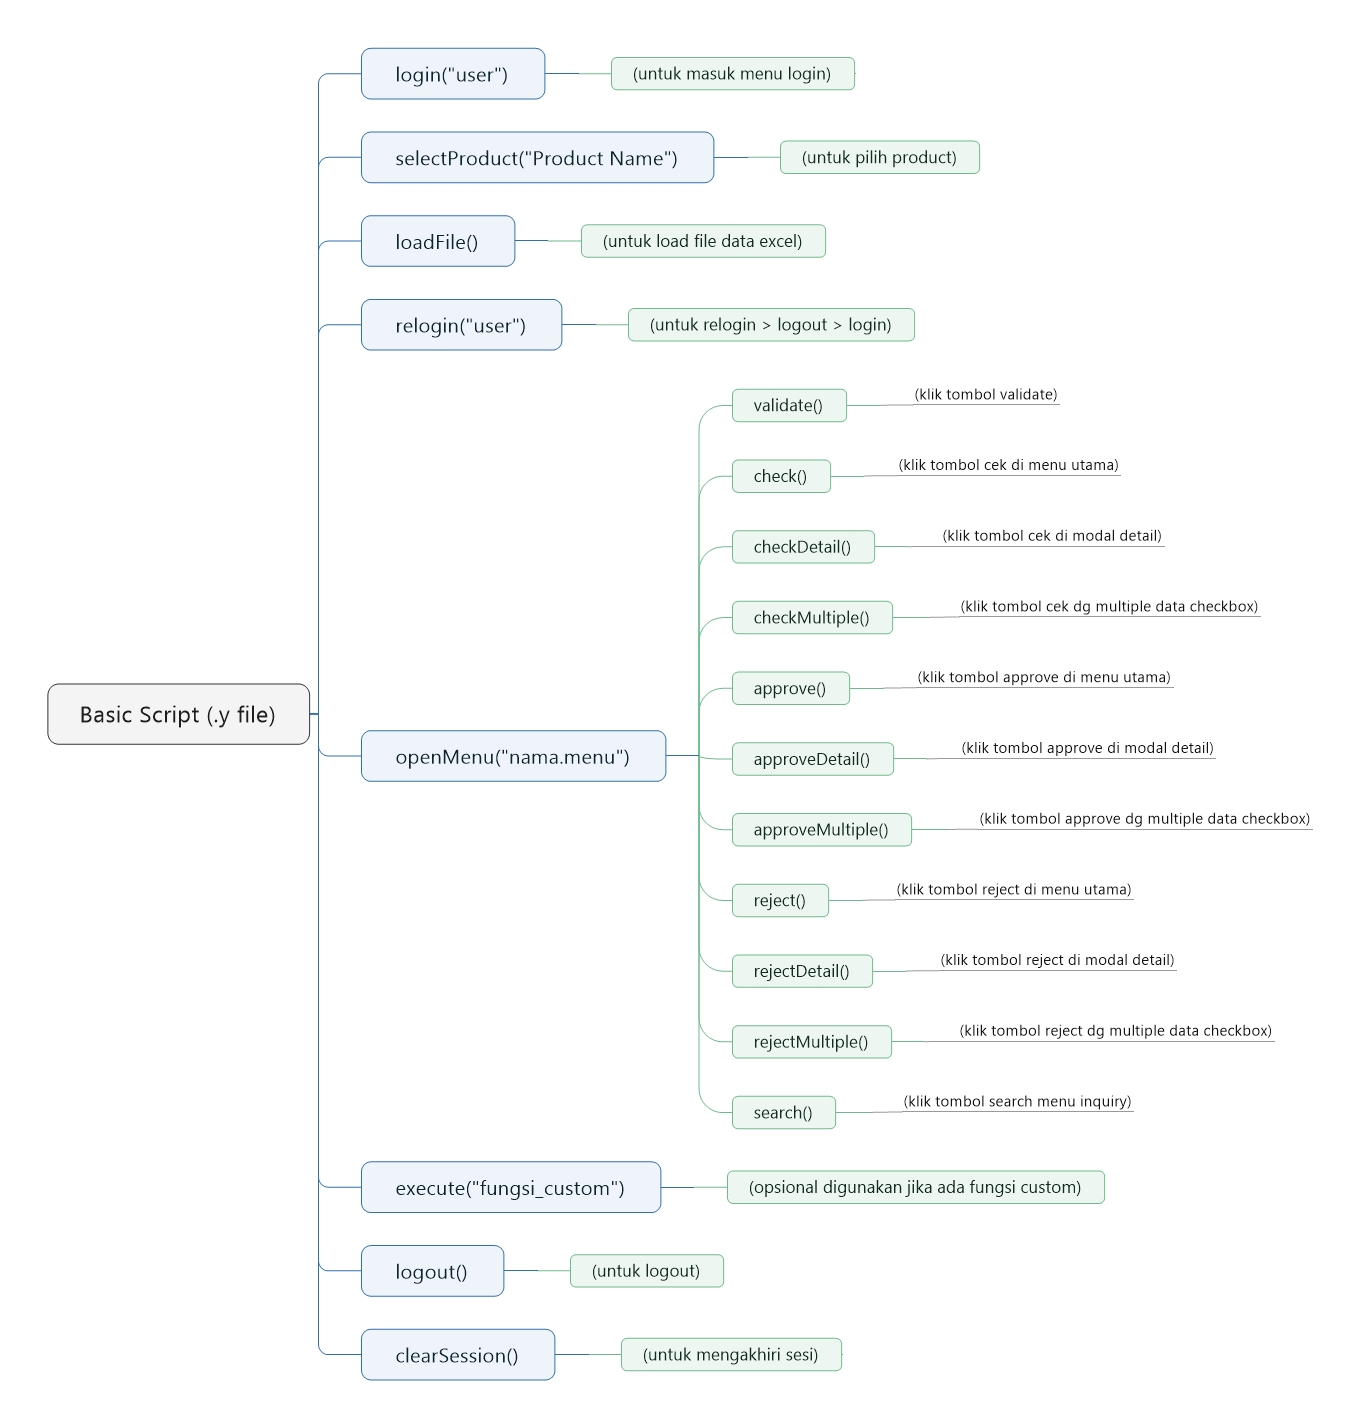 login("user")
(untuk masuk menu login)
selectProduct("Product Name")
(untuk pilih product)
loadFile()
(untuk load file data excel)
relogin("user")
(untuk relogin > logout > login)
Basic Script (.y file)
openMenu("nama.menu")
validate()
(klik tombol validate)
check()
(klik tombol cek di menu utama)
checkDetail()
(klik tombol cek di modal detail)
checkMultiple()
(klik tombol cek dg multiple data checkbox)
approve()
(klik tombol approve di menu utama)
approveDetail()
(klik tombol approve di modal detail)
approveMultiple()
(klik tombol approve dg multiple data checkbox)
reject()
(klik tombol reject di menu utama)
rejectDetail()
(klik tombol reject di modal detail)
rejectMultiple()
(klik tombol reject dg multiple data checkbox)
search()
(klik tombol search menu inquiry)
execute("fungsi_custom")
(opsional digunakan jika ada fungsi custom)
logout()
(untuk logout)
clearSession()
(untuk mengakhiri sesi)